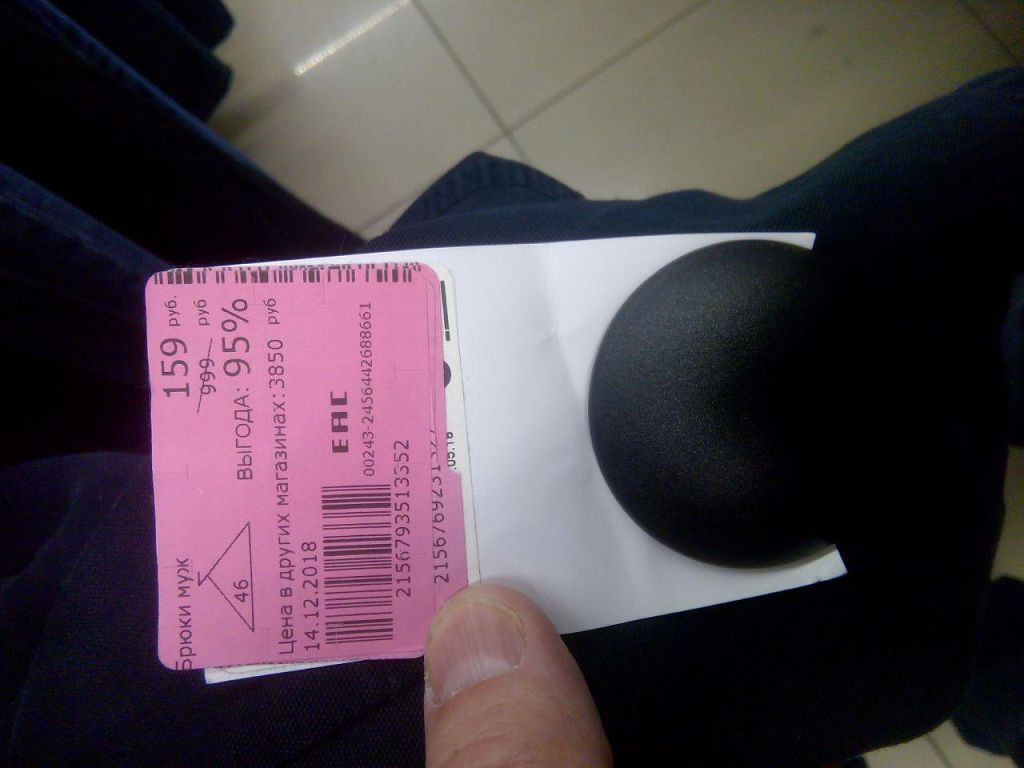 Брюки муж 159 руб.
46 999 руб
ВЫГОДА: 95%
Цена в других магазинах: 3850 руб
14.12.2018
EAC
00243-2456442688661
2156793513552